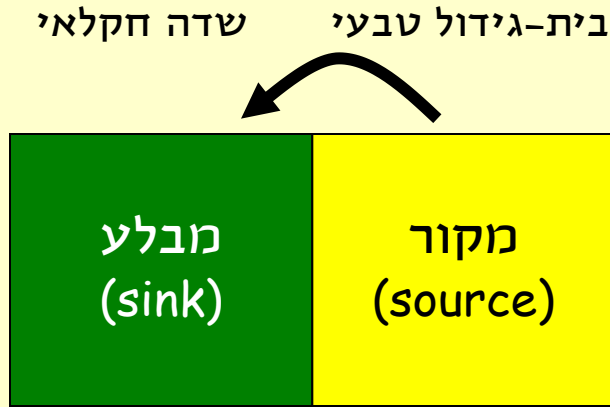 בית-גידול טבעי
שדה חקלאי
מקור
(source)
מבלע
(sink)